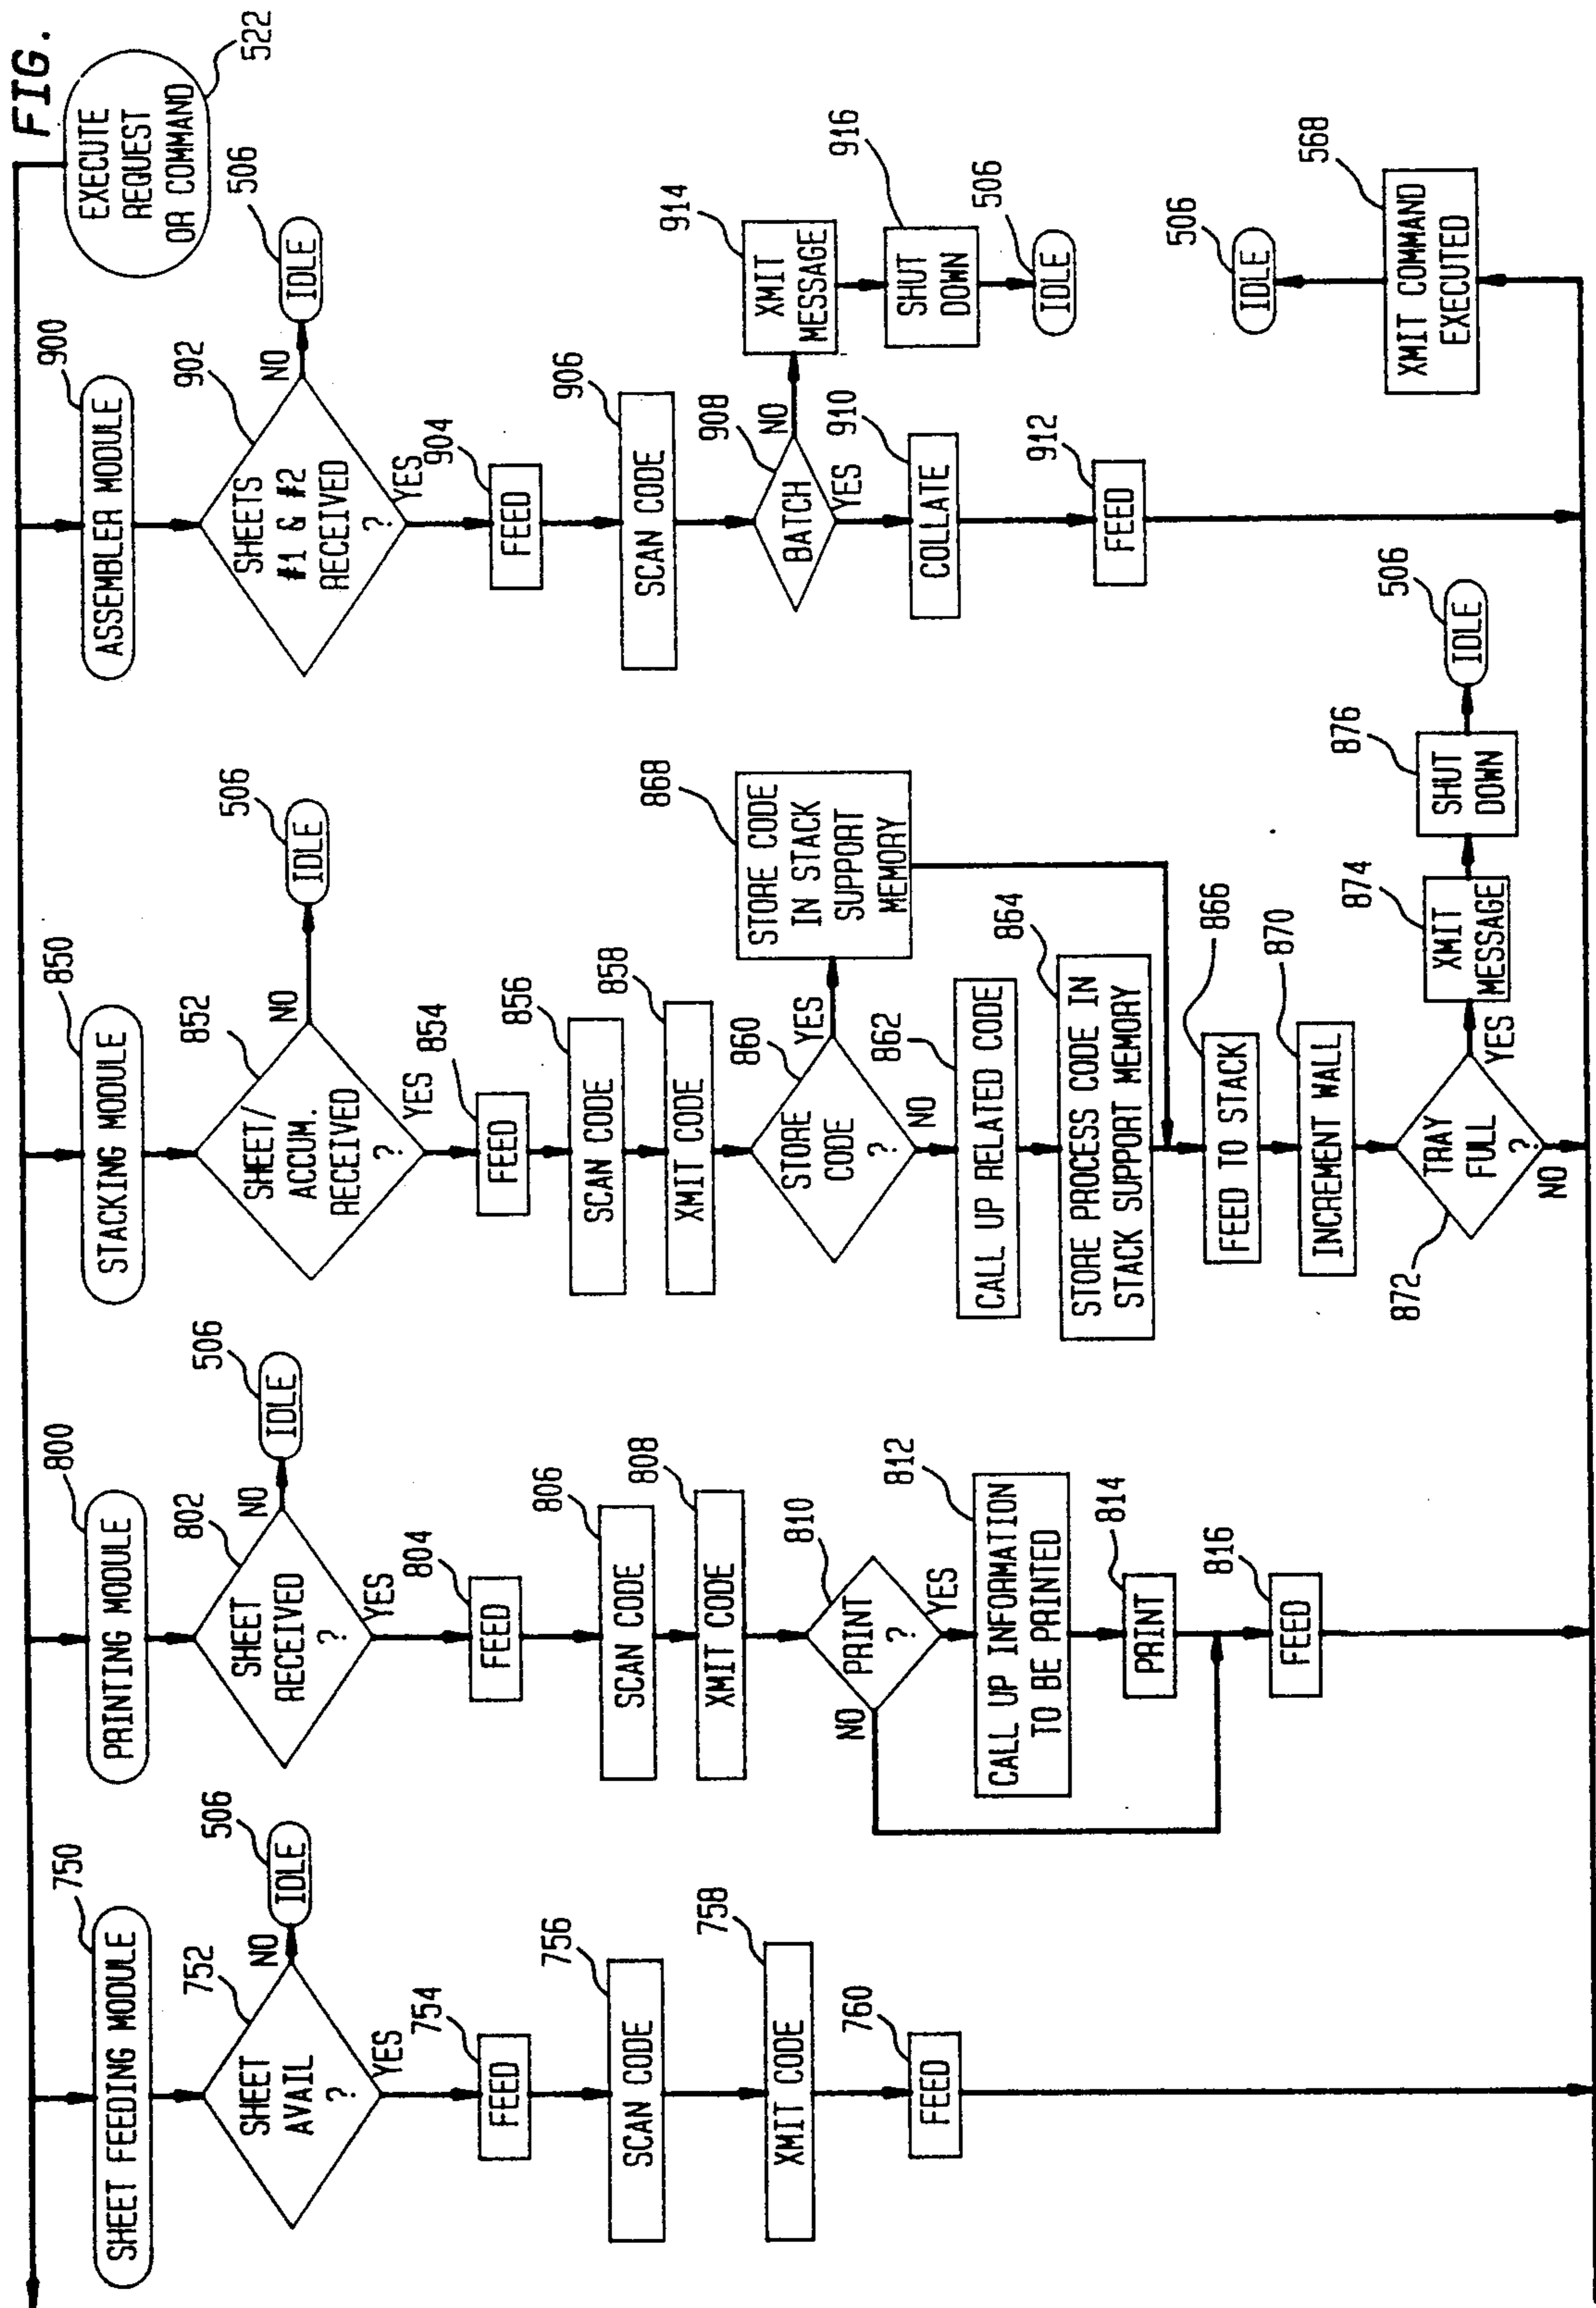 FIG.
EXECUTE
REQUEST
OR COMMAND
522
SHEET FEEDING MODULE
750
SHEET
AVAIL
?
752
NO
IDLE
506
YES
FEED
754
SCAN CODE
756
XMIT CODE
758
FEED
760
PRINTING MODULE
800
SHEET
RECEIVED
?
802
NO
IDLE
506
YES
FEED
804
SCAN CODE
806
XMIT CODE
808
PRINT
?
810
NO
YES
CALL UP INFORMATION
TO BE PRINTED
812
PRINT
814
FEED
816
STACKING MODULE
850
SHEET/
ACCUM.
RECEIVED
?
852
NO
IDLE
506
YES
FEED
854
SCAN CODE
856
XMIT CODE
858
STORE
CODE
?
860
YES
STORE CODE
IN STACK
SUPPORT
MEMORY
868
NO
CALL UP RELATED CODE
862
STORE PROCESS CODE IN
STACK SUPPORT MEMORY
864
FEED TO STACK
866
INCREMENT WALL
870
TRAY
FULL
?
872
YES
XMIT
MESSAGE
874
SHUT
DOWN
876
IDLE
506
NO
ASSEMBLER MODULE
900
SHEETS
#1 & #2
RECEIVED
?
902
NO
IDLE
506
YES
FEED
904
SCAN CODE
906
BATCH
908
NO
XMIT
MESSAGE
914
SHUT
DOWN
916
IDLE
506
YES
COLLATE
910
FEED
912
IDLE
506
XMIT COMMAND
EXECUTED
568